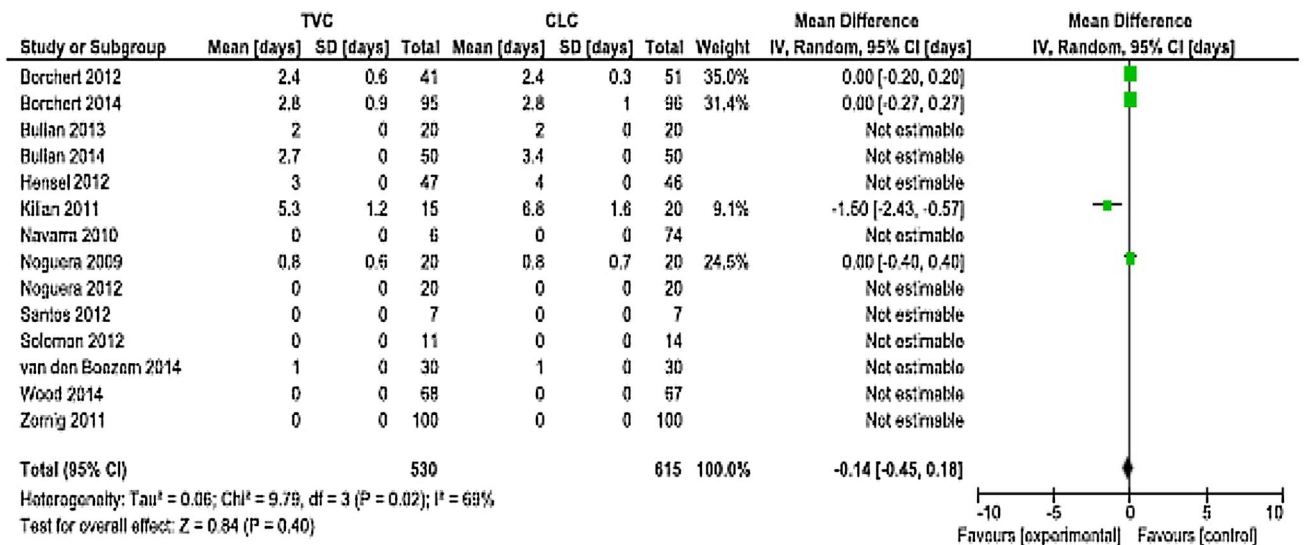 TVC CLC Mean Difference Mean Difference
Study or Subgroup Mean [days] SD [days] Total Mean [days] SD [days] Total Weight IV, Random, 95% CI [days] IV, Random, 95% CI [days]
Borchert 2012 2.4 0.6 41 2.4 0.3 51 35.0% 0.00 [-0.20, 0.20]
Borchert 2014 2.8 0.9 95 2.8 1 96 31.4% 0.00 [-0.27, 0.27]
Bulian 2013 2 0 20 2 0 20 Not estimable
Bulian 2014 2.7 0 50 3.4 0 50 Not estimable
Hensel 2012 3 0 47 4 0 46 Not estimable
Kilian 2011 5.3 1.2 15 6.8 1.6 20 9.1% -1.50 [-2.43, -0.57]
Navarra 2010 0 0 6 0 0 74 Not estimable
Noguera 2009 0.8 0.6 20 0.8 0.7 20 24.5% 0.00 [-0.40, 0.40]
Noguera 2012 0 0 20 0 0 20 Not estimable
Santos 2012 0 0 7 0 0 7 Not estimable
Solomon 2012 0 0 11 0 0 14 Not estimable
van den Boezem 2014 1 0 30 1 0 30 Not estimable
Wood 2014 0 0 68 0 0 67 Not estimable
Zornig 2011 0 0 100 0 0 100 Not estimable
Total (95% CI) 530 615 100.0% -0.14 [-0.45, 0.18]
Heterogeneity: Tau² = 0.06; Chi² = 9.79, df = 3 (P = 0.02); I² = 69%
Test for overall effect: Z = 0.84 (P = 0.40)
-10 -5 0 5 10
Favours [experimental] Favours [control]